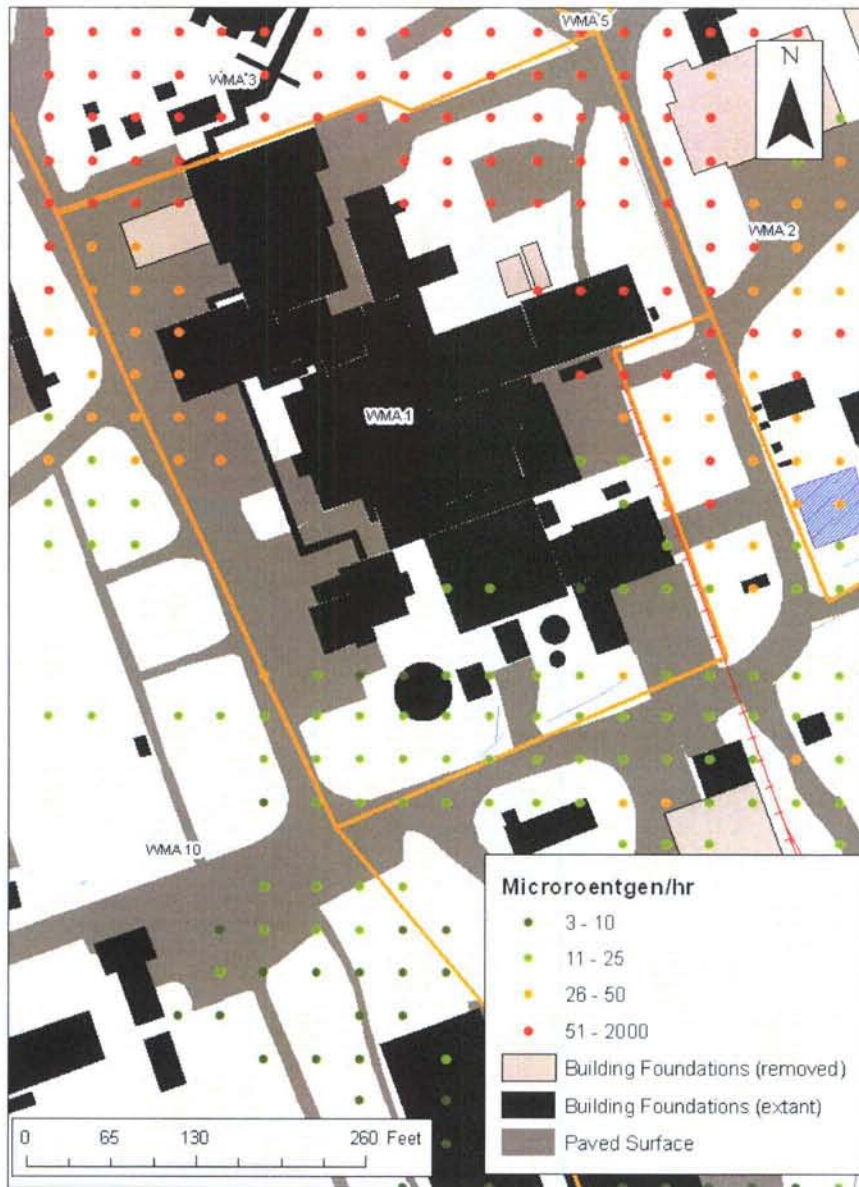 WMA 5
WMA 3
N
WMA 2
WMA 1
WMA 10
Microroentgen/hr
3 - 10
11 - 25
26 - 50
51 - 2000
Building Foundations (removed)
Building Foundations (extant)
Paved Surface
0 65 130 260 Feet